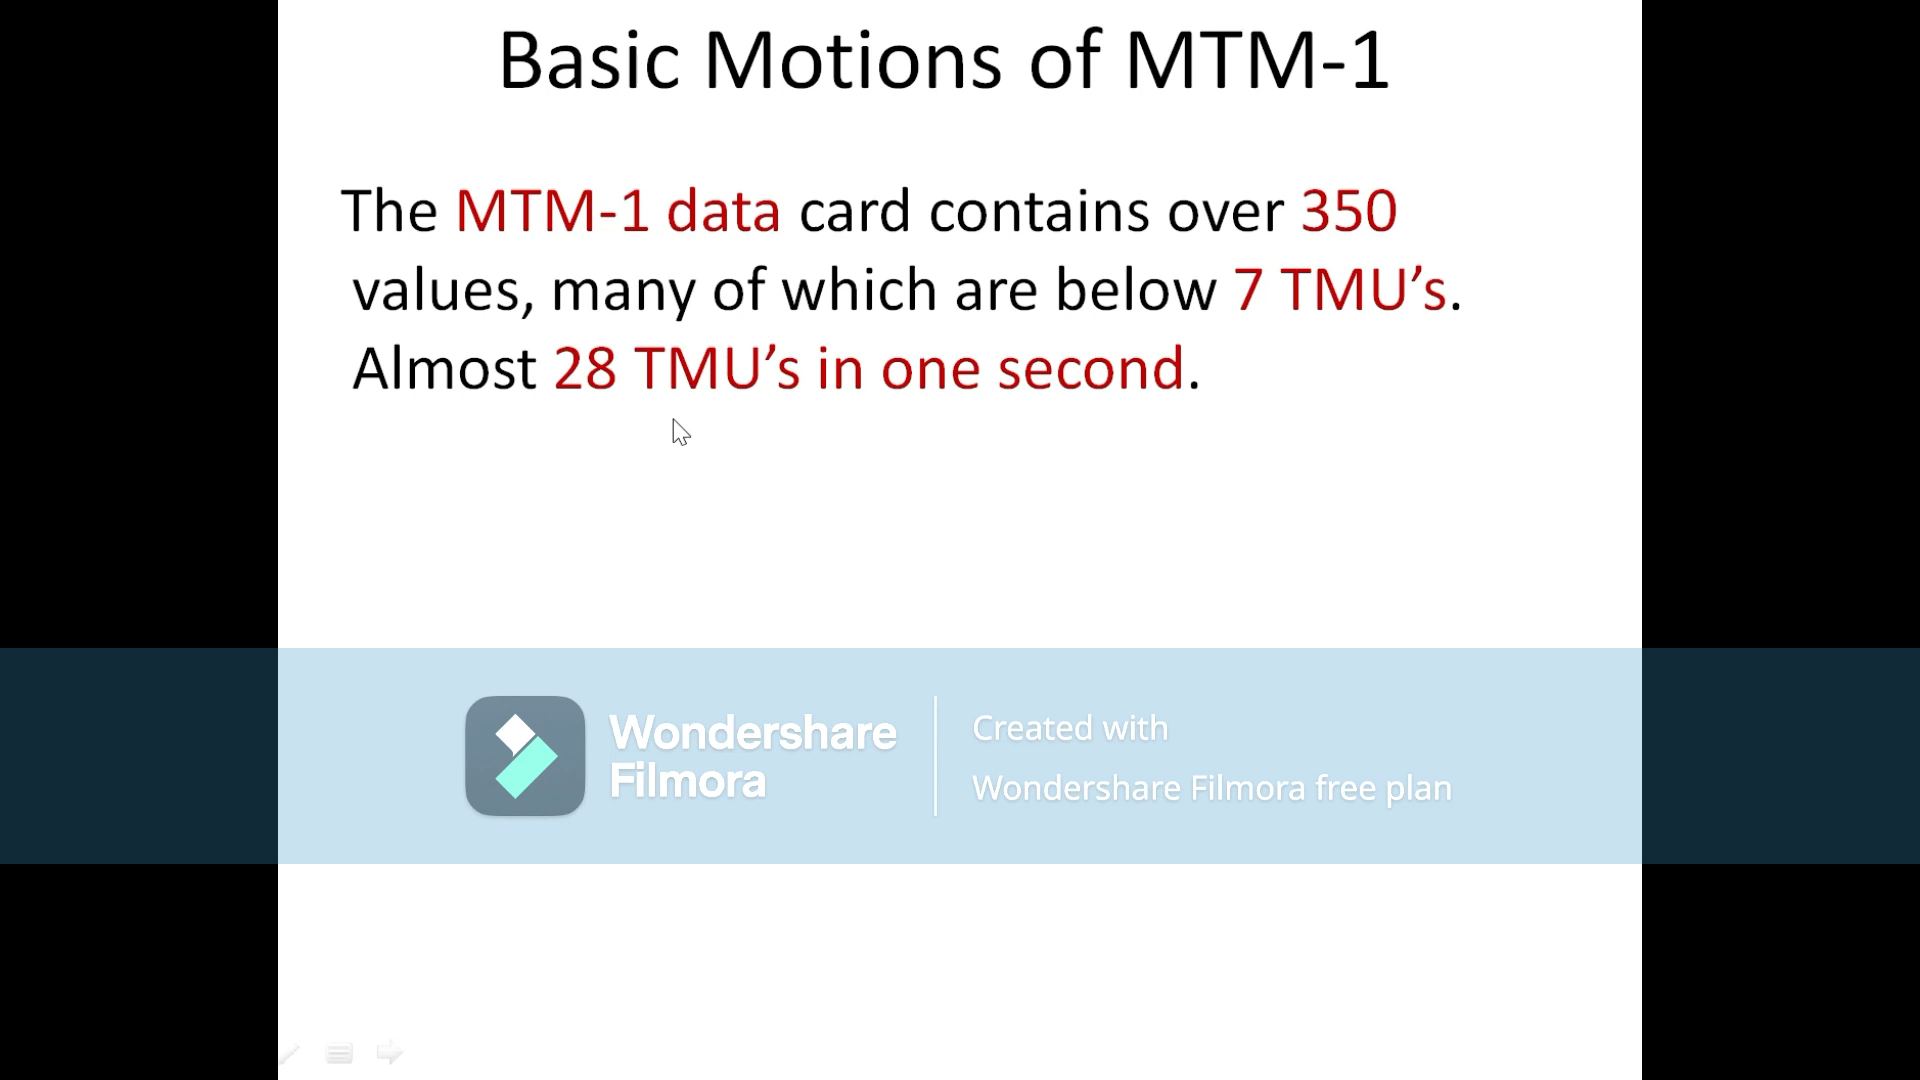 Basic Motions of MTM-1
The MTM-1 data card contains over 350
values, many of which are below 7 TMU’s.
Almost 28 TMU’s in one second.
Wondershare
Filmora
Created with
Wondershare Filmora free plan